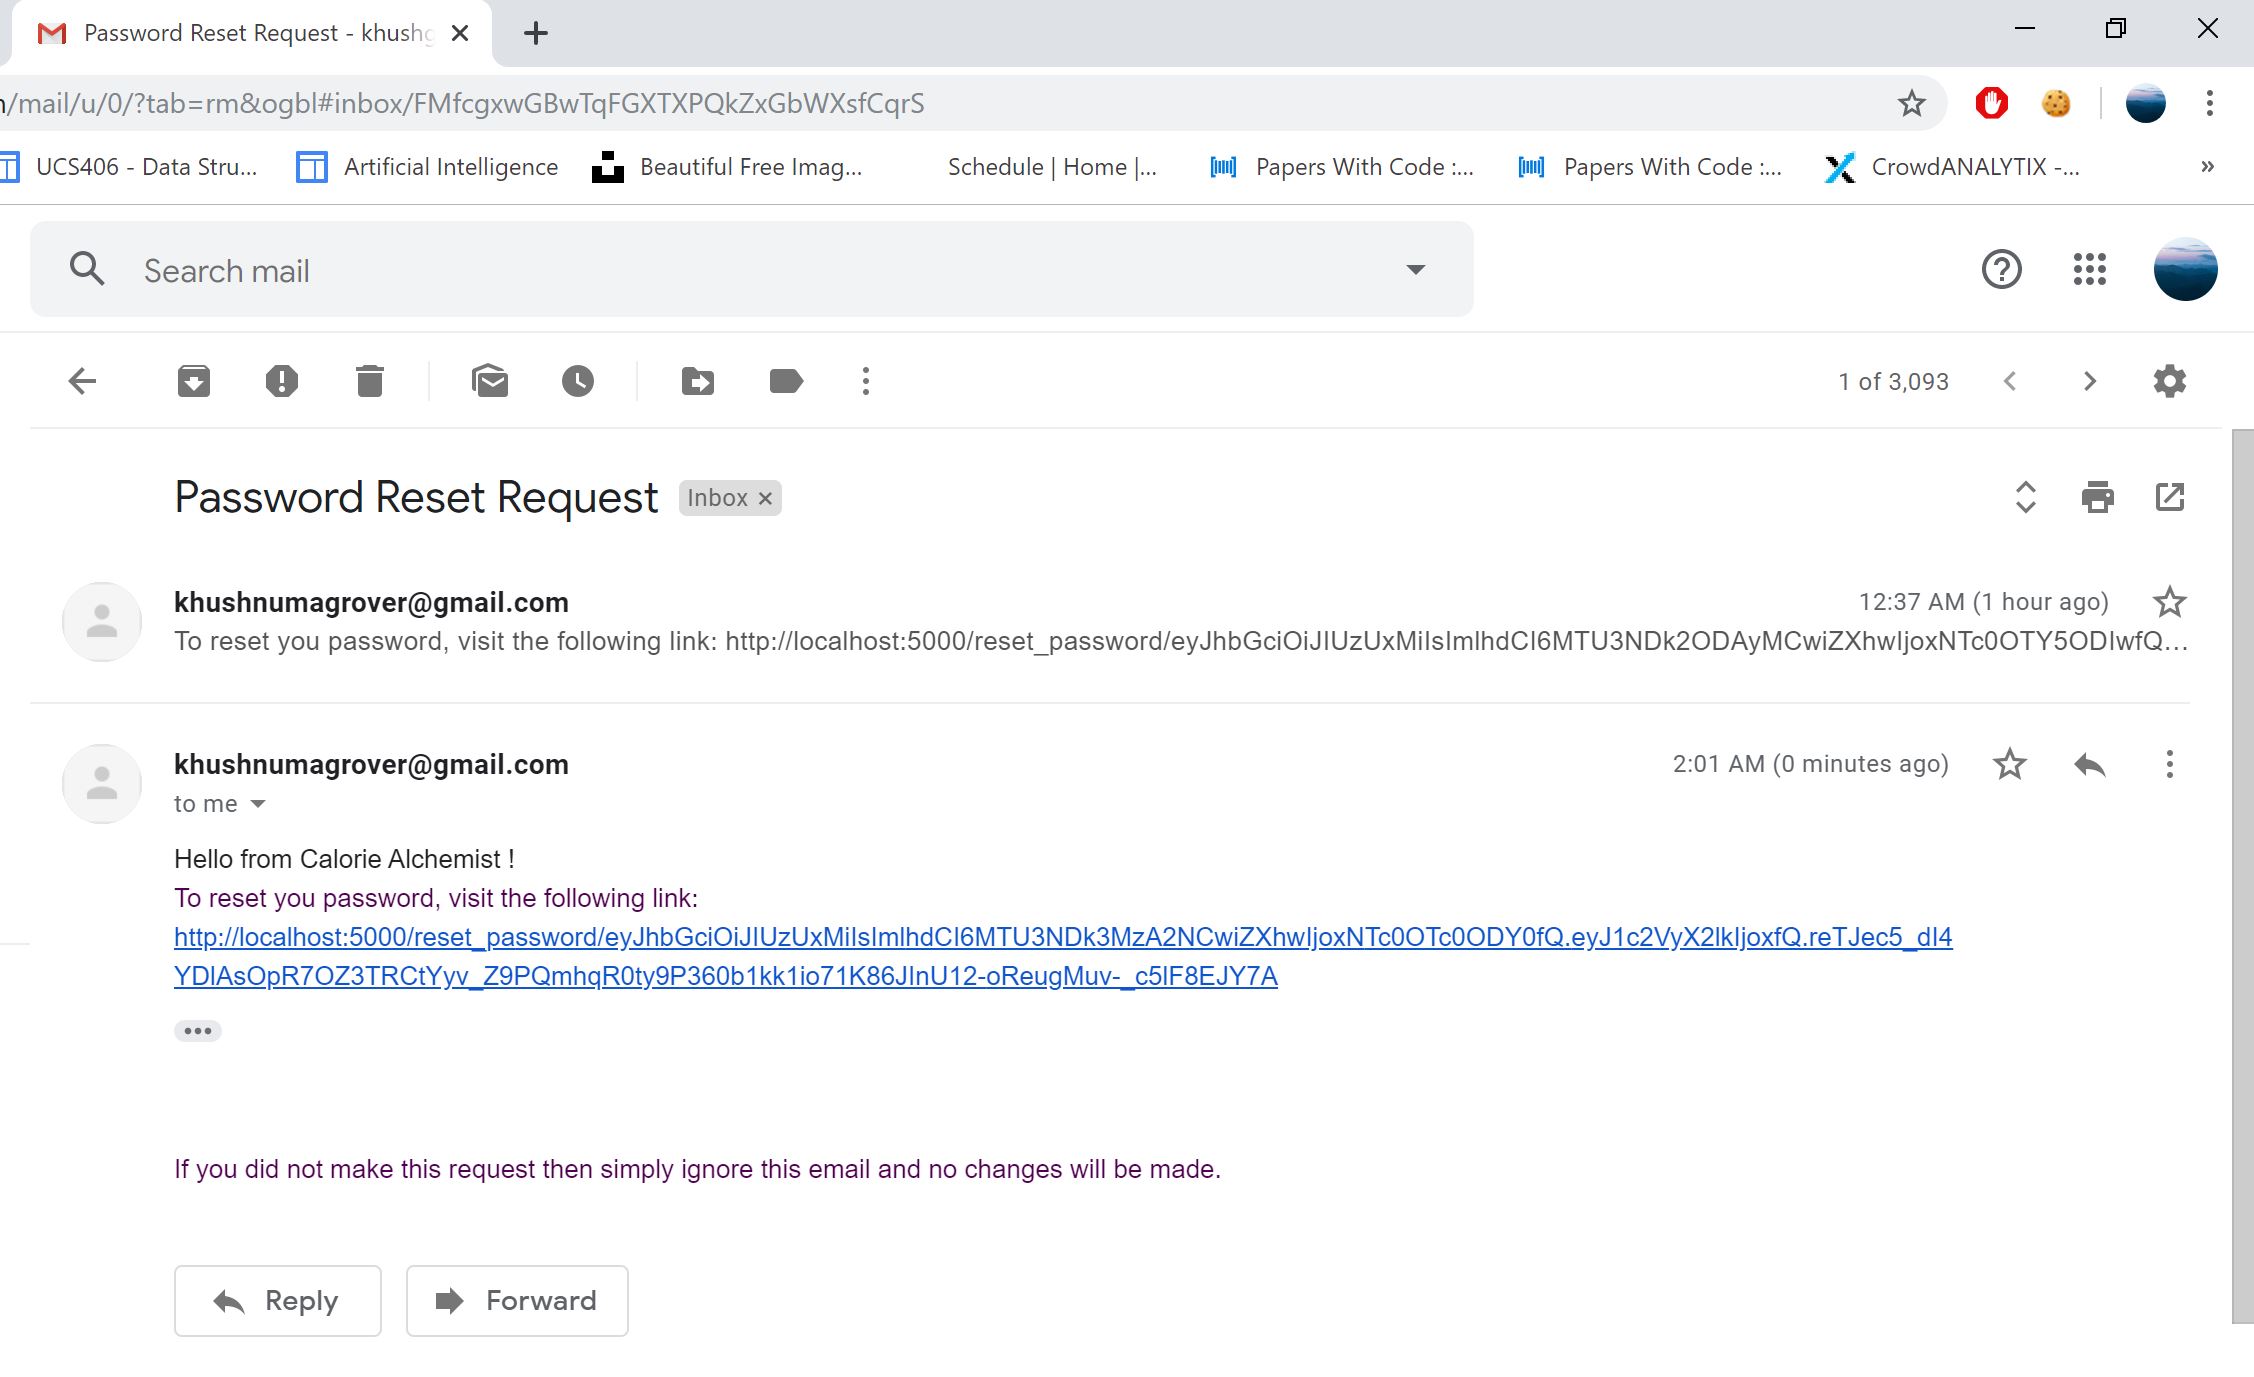 Password Reset Request - khushg
/mail/u/0/?tab=rm&ogbl#inbox/FMfcgxwGBwTqFGXTXPQkZxGbWXsfCqrS
UCS406 - Data Stru... Artificial Intelligence Beautiful Free Imag... Schedule | Home |... Papers With Code :... Papers With Code :... CrowdANALYTIX -... »
Search mail
1 of 3,093
Password Reset Request Inbox ×
khushnumagrover@gmail.com 12:37 AM (1 hour ago)
To reset you password, visit the following link: http://localhost:5000/reset_password/eyJhbGciOiJIUzUxMiIsImlhdCI6MTU3NDk2ODAyMCwiZXhwIjoxNTc0OTY5ODIwfQ...
khushnumagrover@gmail.com 2:01 AM (0 minutes ago)
to me
Hello from Calorie Alchemist !
To reset you password, visit the following link:
http://localhost:5000/reset_password/eyJhbGciOiJIUzUxMiIsImlhdCI6MTU3NDk3MzA2NCwiZXhwIjoxNTc0OTc0ODY0fQ.eyJ1c2VyX2lkIjoxfQ.reTJec5_dI4
YDlAsOpR7OZ3TRCtYyv_Z9PQmhqR0ty9P360b1kk1io71K86JInU12-oReugMuv-_c5lF8EJY7A
If you did not make this request then simply ignore this email and no changes will be made.
Reply Forward